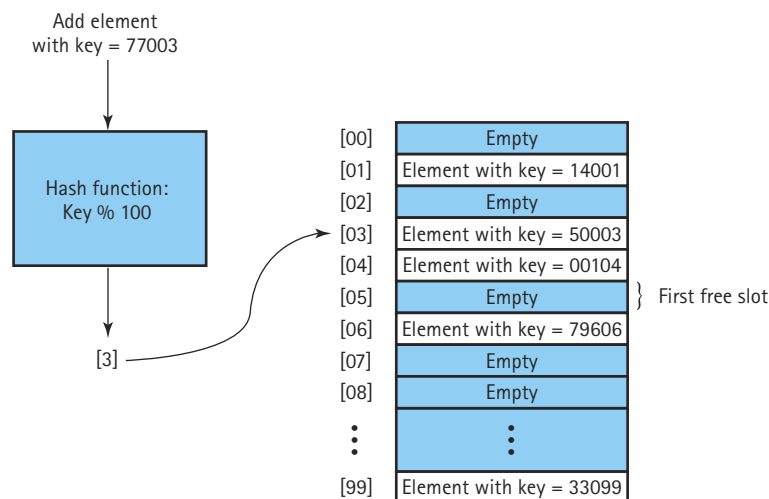 Add element
with key = 77003
Hash function:
Key % 100
[3]
[00] Empty
[01] Element with key = 14001
[02] Empty
[03] Element with key = 50003
[04] Element with key = 00104
[05] Empty } First free slot
[06] Element with key = 79606
[07] Empty
[08] Empty
[99] Element with key = 33099